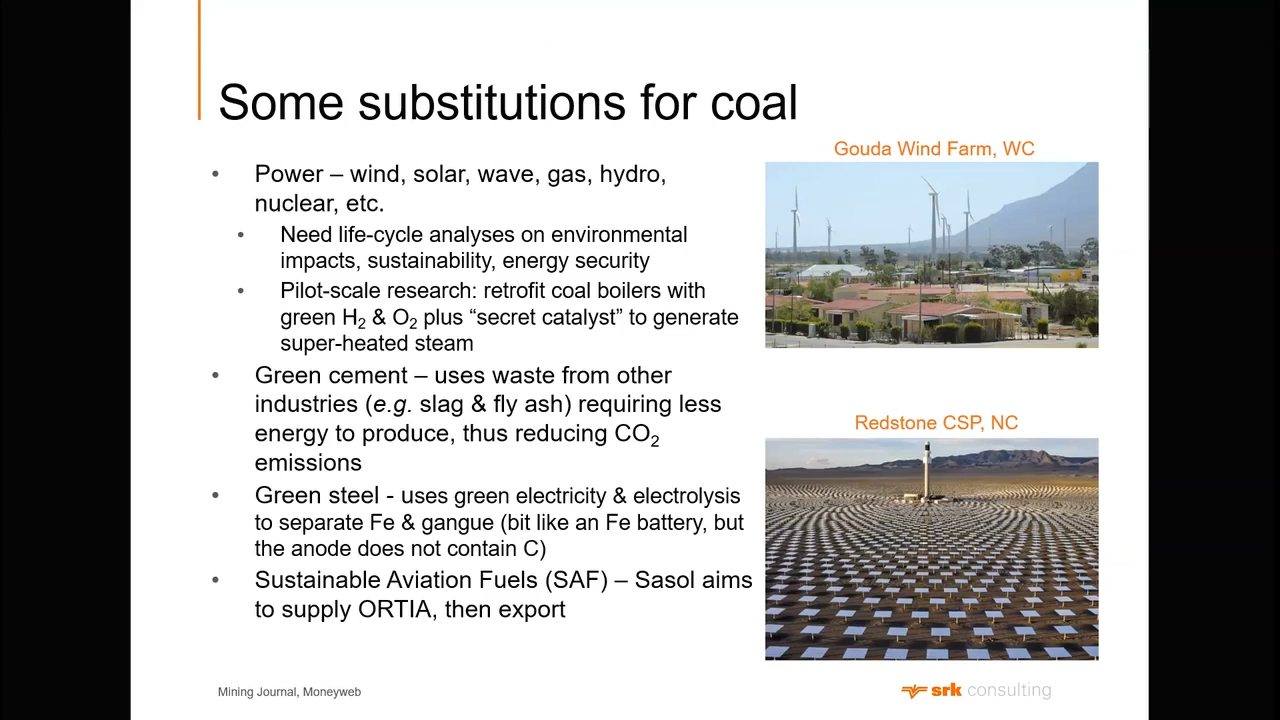 Some substitutions for coal
• Power – wind, solar, wave, gas, hydro,
nuclear, etc.
• Need life-cycle analyses on environmental
impacts, sustainability, energy security
• Pilot-scale research: retrofit coal boilers with
green H₂ & O₂ plus “secret catalyst” to generate
super-heated steam
• Green cement – uses waste from other
industries (e.g. slag & fly ash) requiring less
energy to produce, thus reducing CO₂
emissions
• Green steel - uses green electricity & electrolysis
to separate Fe & gangue (bit like an Fe battery, but
the anode does not contain C)
• Sustainable Aviation Fuels (SAF) – Sasol aims
to supply ORTIA, then export
Gouda Wind Farm, WC
Redstone CSP, NC
Mining Journal, Moneyweb
srk consulting